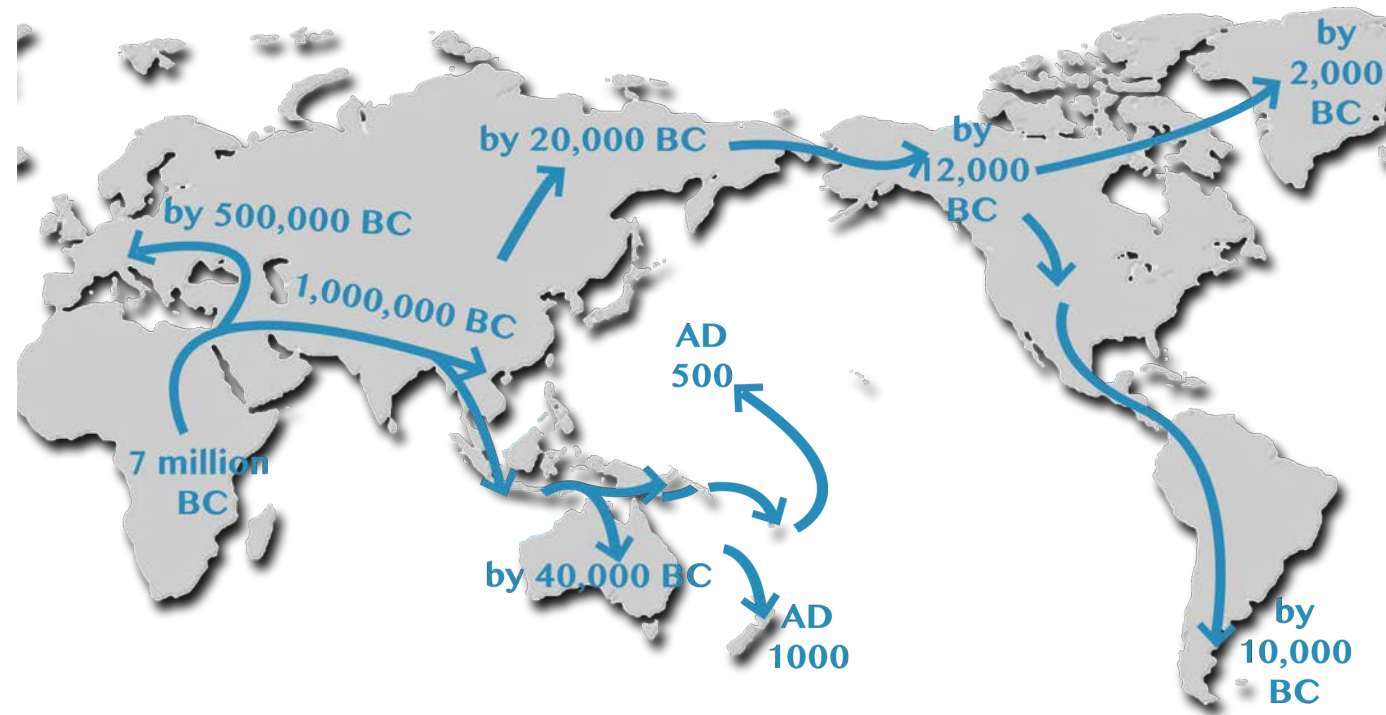 by
2,000
BC
by 20,000 BC
by
12,000
BC
by 500,000 BC
1,000,000 BC
AD
500
7 million
BC
by 40,000 BC
AD
1000
by
10,000
BC